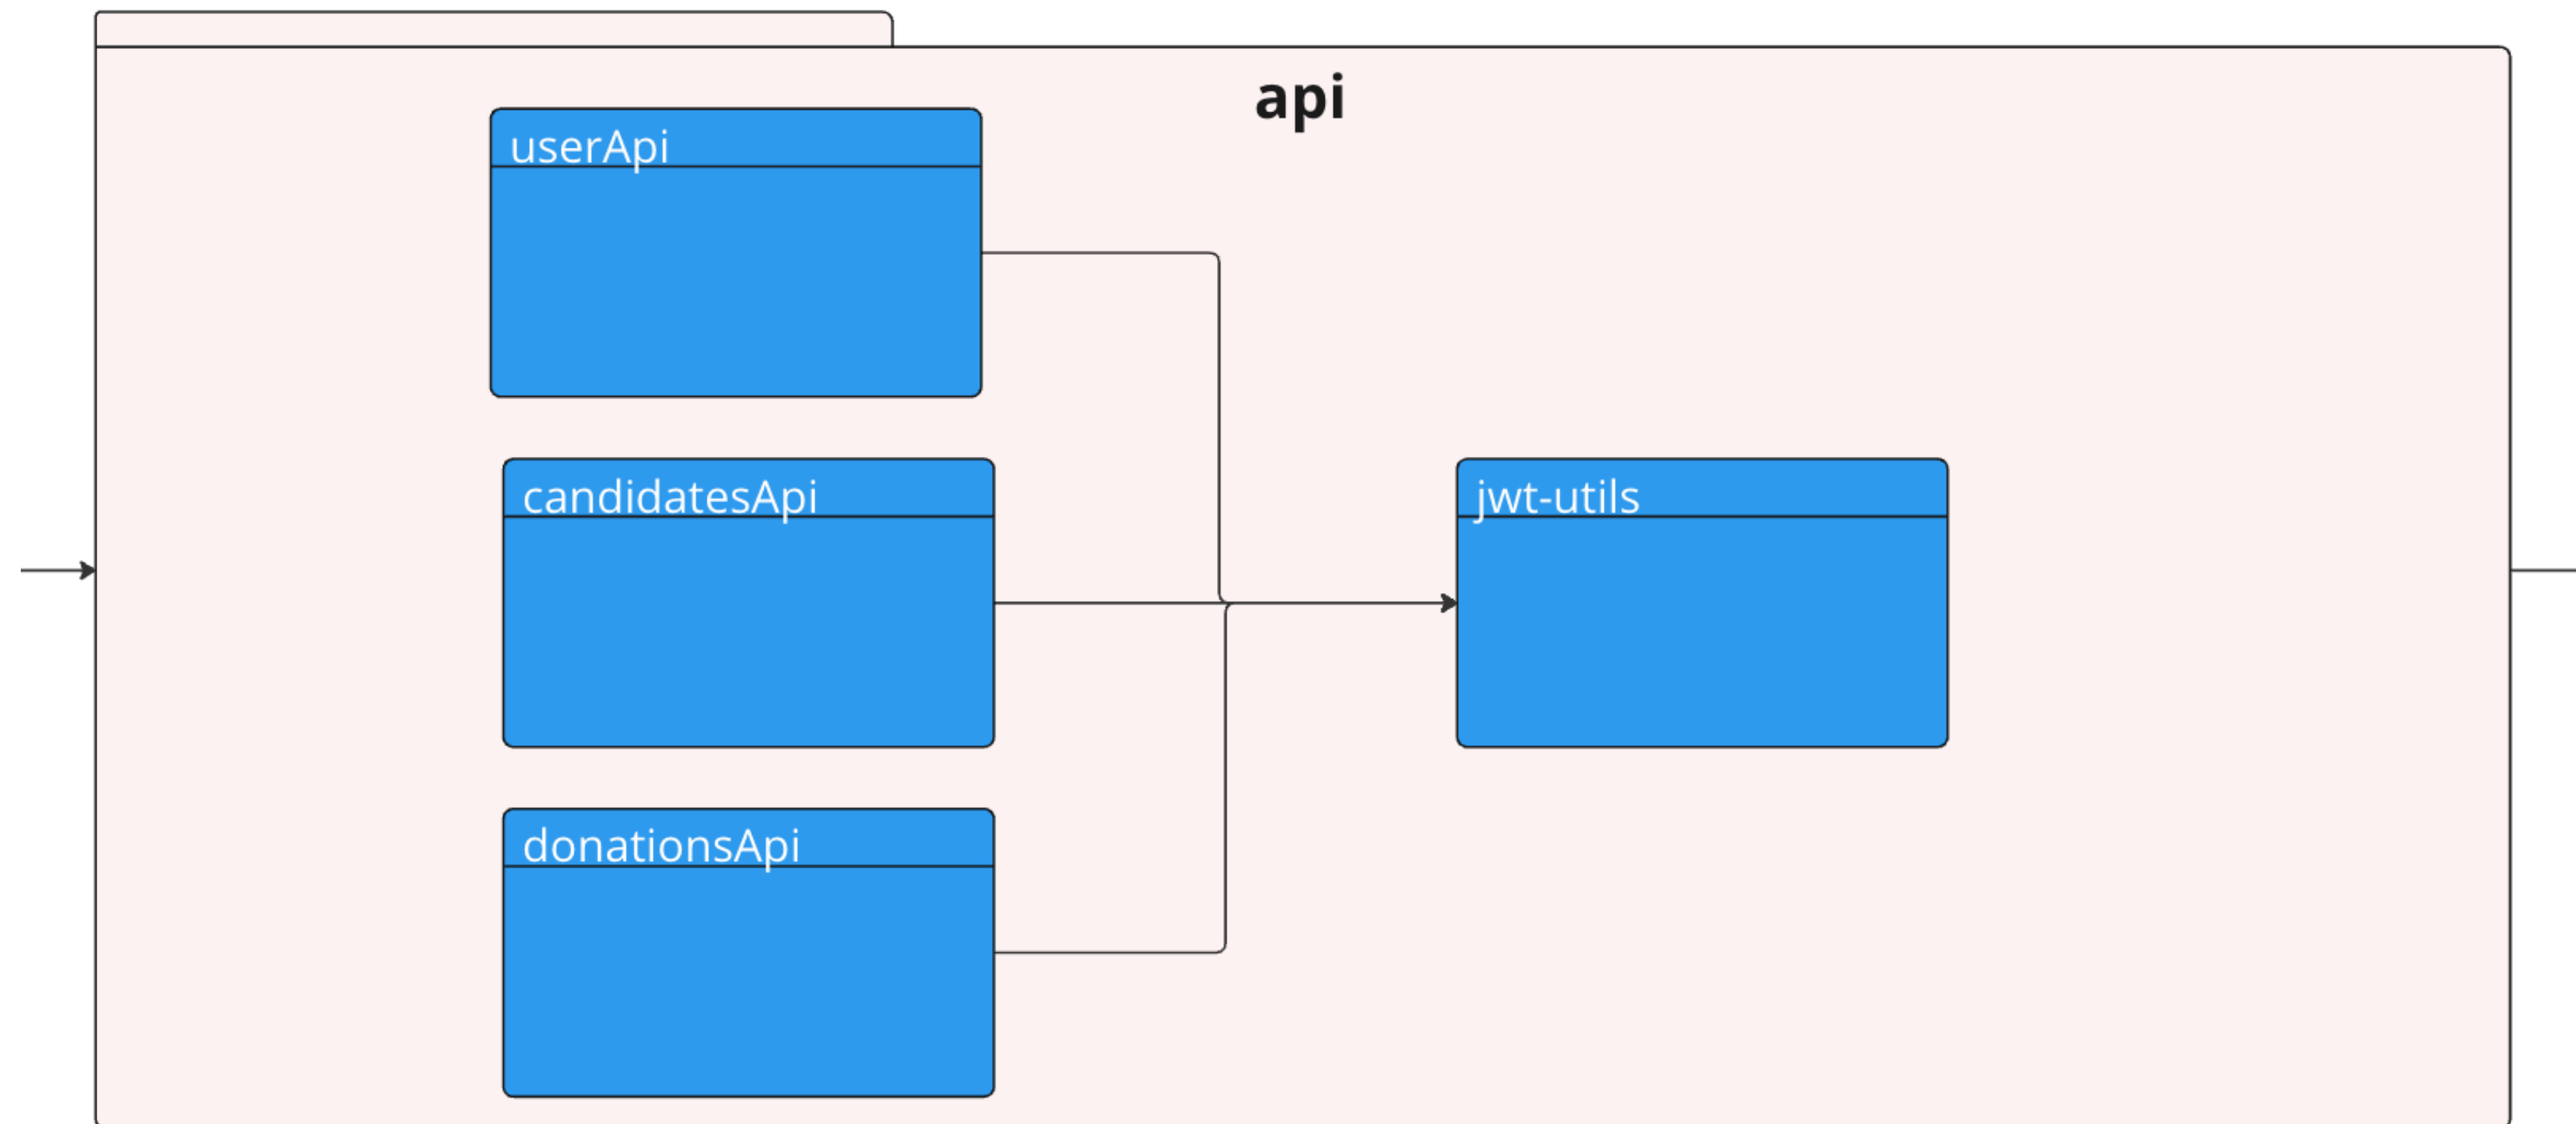 api
userApi
candidatesApi
jwt-utils
donationsApi